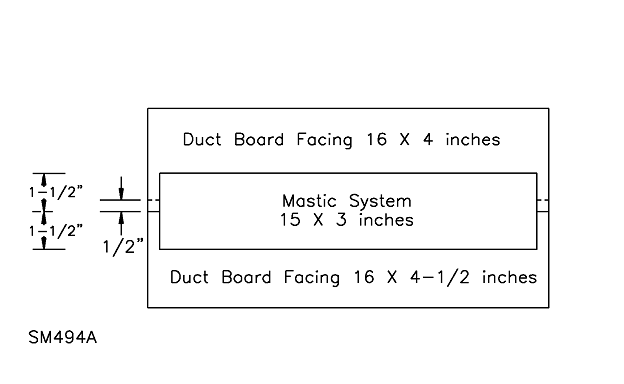 Duct Board Facing 16 X 4 inches
1-1/2"
Mastic System
15 X 3 inches
1-1/2"
1/2"
Duct Board Facing 16 X 4-1/2 inches
SM494A